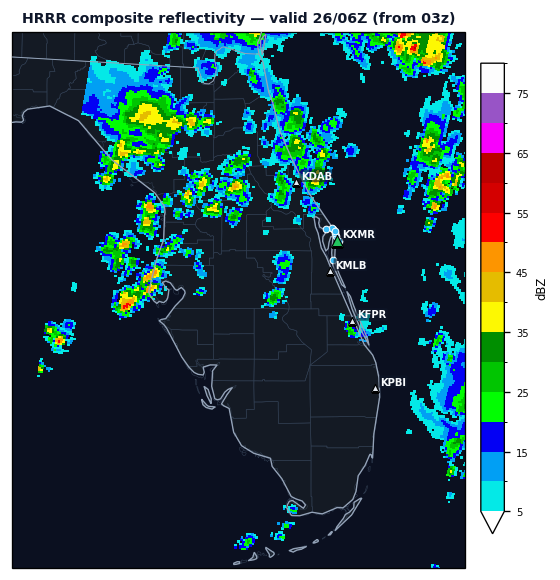 HRRR composite reflectivity — valid 26/06Z (from 03z)
75
65
55
45
35
25
15
5
dBZ
KDAB
KXMR
KMLB
KFPR
KPBI